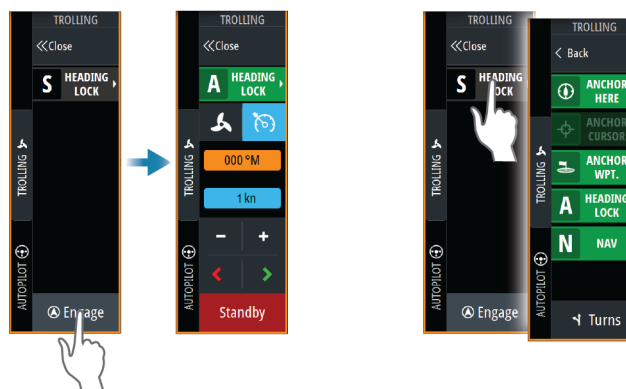 TROLLING
Close
S HEADING
LOCK
TROLLING
AUTOPILOT
Engage
TROLLING
Close
A HEADING
LOCK
000 °M
1 kn
TROLLING
AUTOPILOT
Standby
TROLLING
Close
S HEADING
LOCK
TROLLING
AUTOPILOT
Engage
TROLLING
Back
ANCHOR
HERE
ANCHOR
CURSOR
ANCHOR
WPT.
A HEADING
LOCK
N NAV
TROLLING
AUTOPILOT
Turns